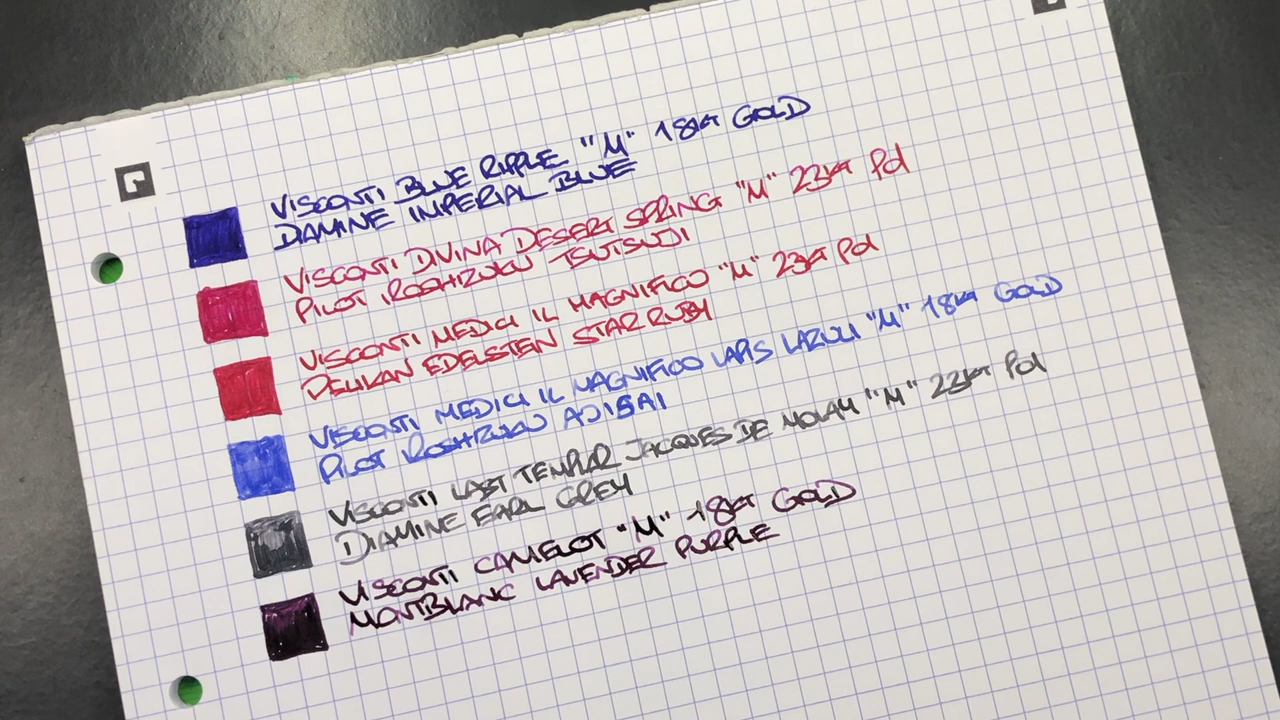 VISCONTI BLUE RIPPLE "M" 18KT GOLD
DIAMINE IMPERIAL BLUE
VISCONTI DIVINA DESERT SPRING "M" 23KT Pd
PILOT IROSHIZUKU TSUTSUJI
VISCONTI MEDICI IL MAGNIFICO "M" 23KT Pd
PELIKAN EDELSTEIN STAR RUBY
VISCONTI MEDICI IL MAGNIFICO LAPIS LAZULI "M" 18KT GOLD
PILOT IROSHIZUKU AJISAI
VISCONTI LAST TEMPLAR JACQUES DE MOLAY "M" 23KT Pd
DIAMINE EARL GREY
VISCONTI CAMELOT "M" 18KT GOLD
MONTBLANC LAVENDER PURPLE